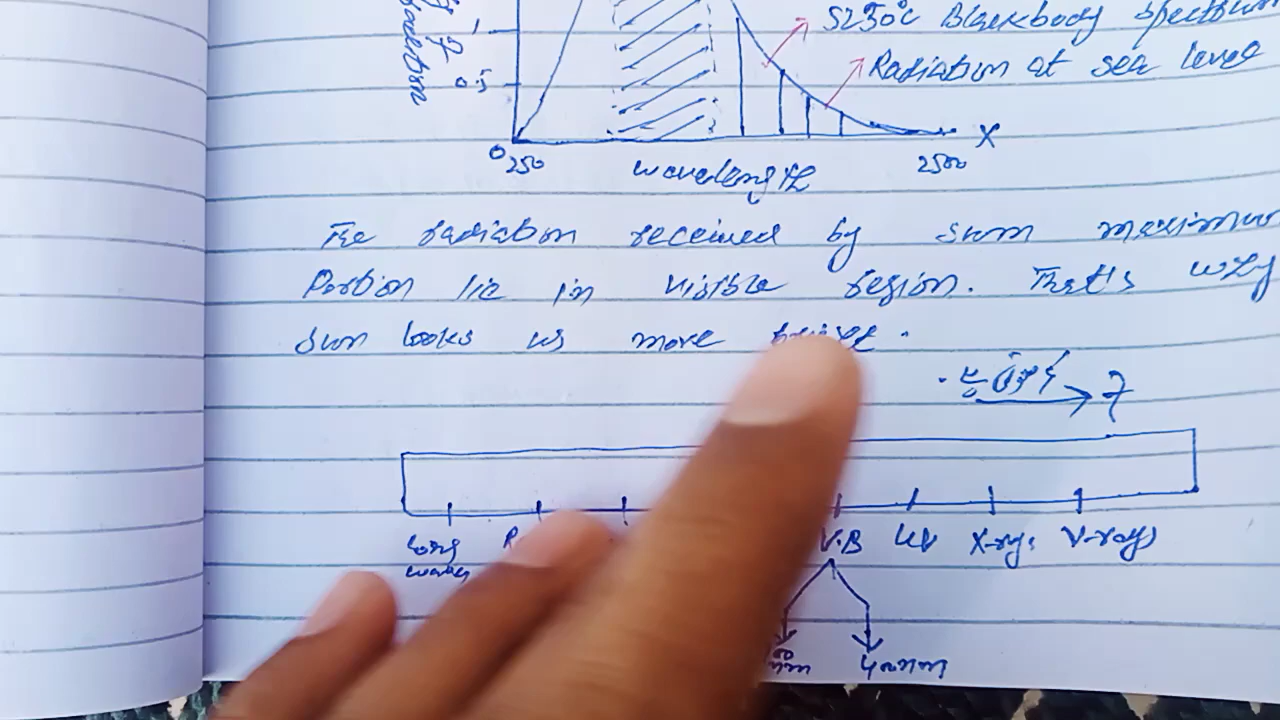 5250°C Blackbody Spectrum
Radiation at sea level
1
0.5
0
250
wavelength
2500
X
The radiation received by sun maximum
Portion lie in visible region. That's why
sun looks us more
long
waves
V.B
UV
X-rays
γ-rays
nm
400nm